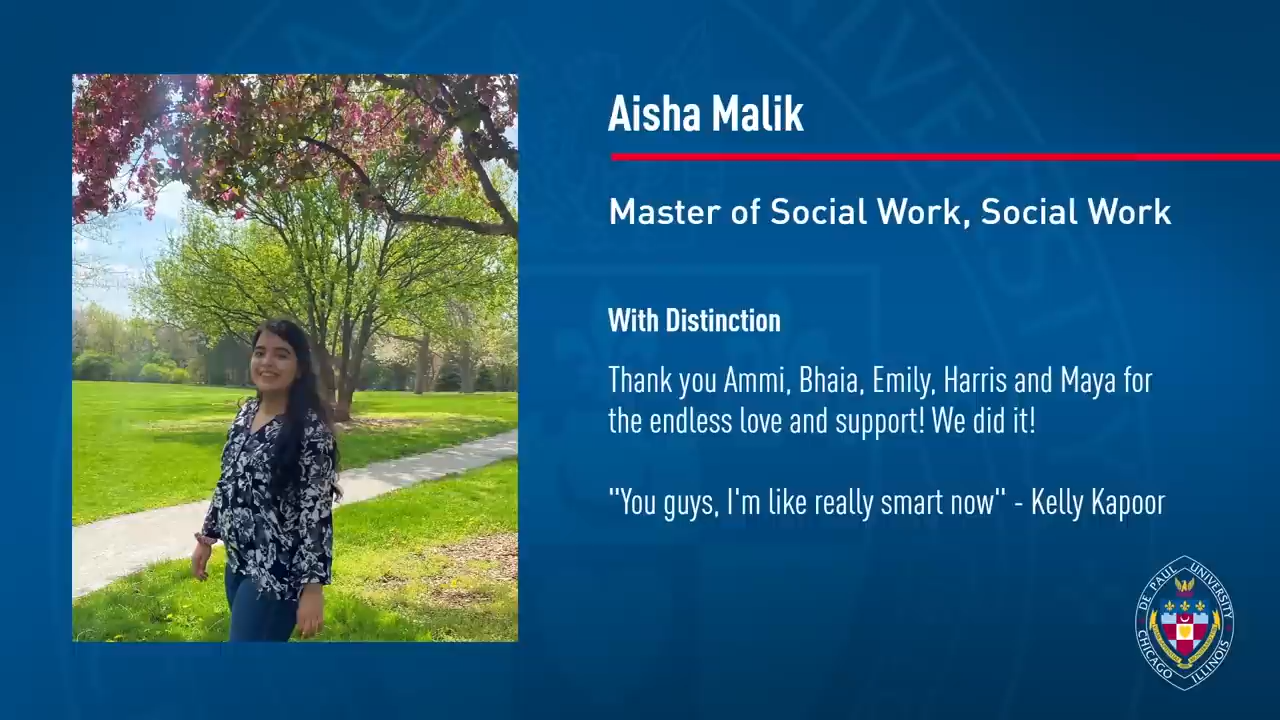 Aisha Malik
Master of Social Work, Social Work
With Distinction
Thank you Ammi, Bhaia, Emily, Harris and Maya for
the endless love and support! We did it!
"You guys, I'm like really smart now" - Kelly Kapoor
DE PAUL UNIVERSITY
CHICAGO ILLINOIS